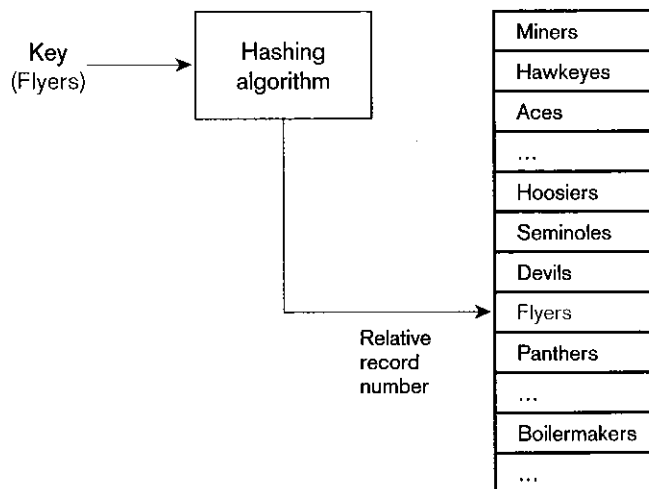 Key
(Flyers)
Hashing
algorithm
Relative
record
number
Miners
Hawkeyes
Aces
...
Hoosiers
Seminoles
Devils
Flyers
Panthers
...
Boilermakers
...